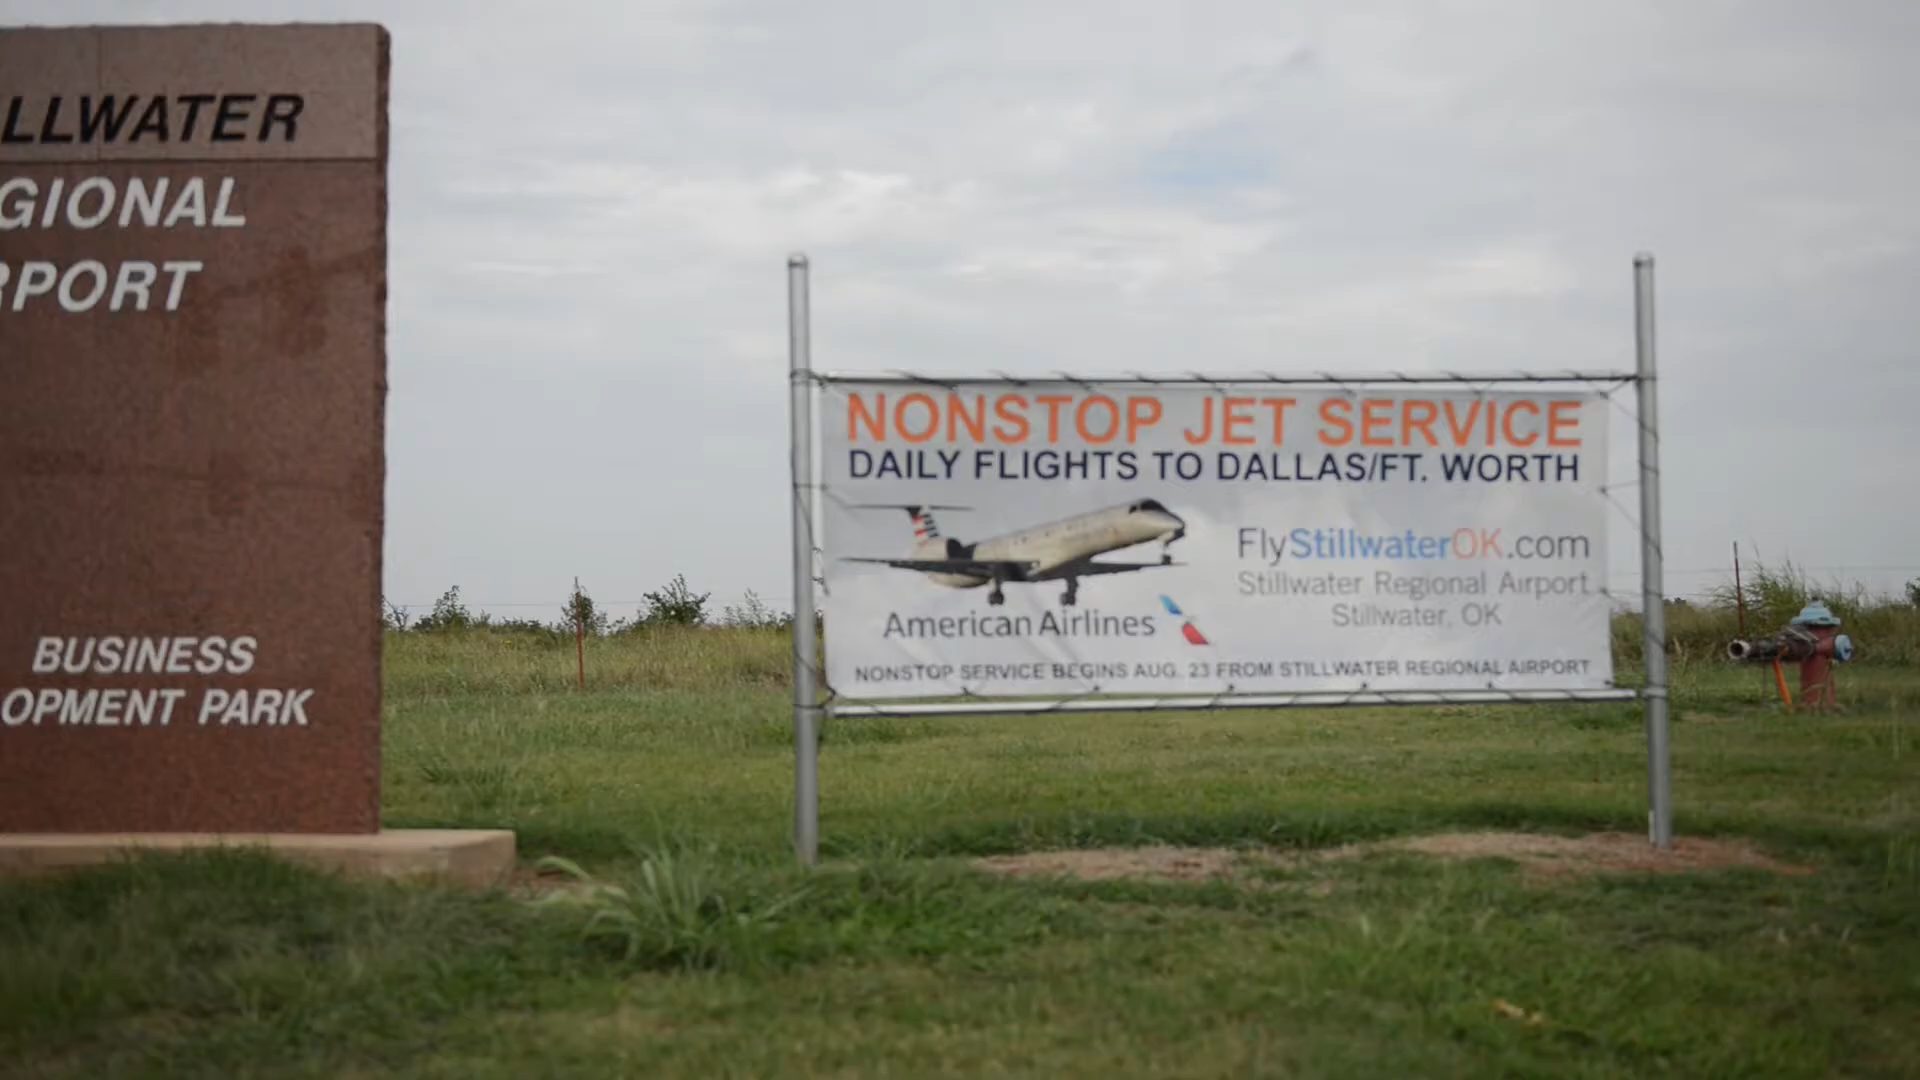 LLWATER
GIONAL
RPORT
BUSINESS
OPMENT PARK
NONSTOP JET SERVICE
DAILY FLIGHTS TO DALLAS/FT. WORTH
FlyStillwaterOK.com
Stillwater Regional Airport
Stillwater, OK
American Airlines
NONSTOP SERVICE BEGINS AUG. 23 FROM STILLWATER REGIONAL AIRPORT